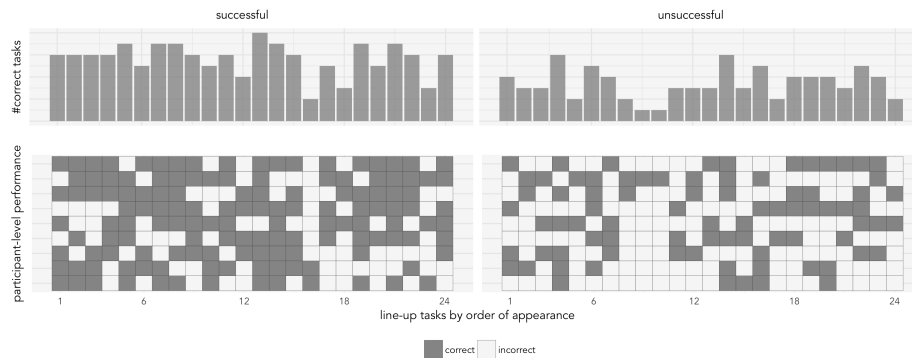 successful
unsuccessful
#correct tasks
participant-level performance
1 6 12 18 24
1 6 12 18 24
line-up tasks by order of appearance
correct incorrect